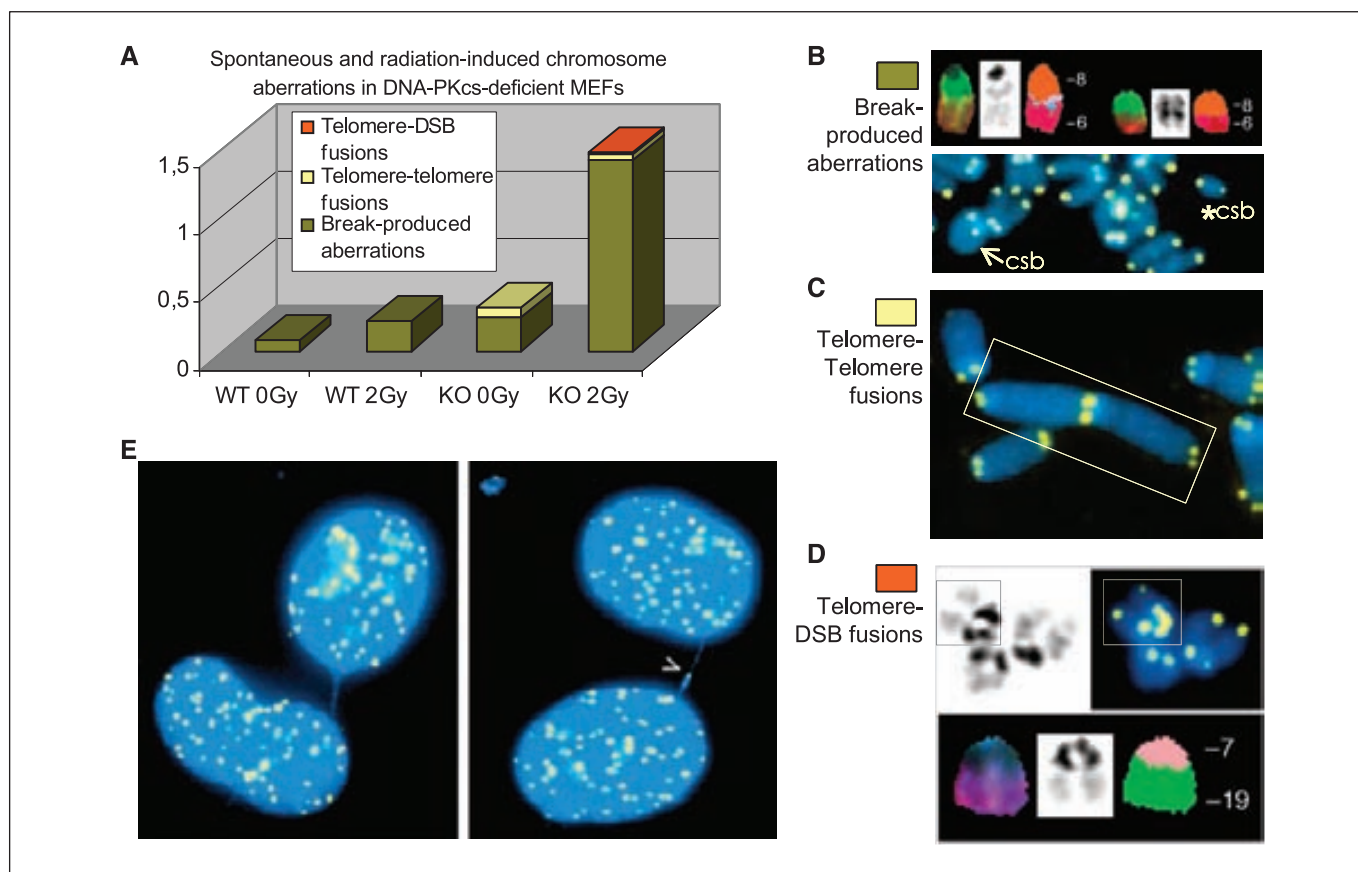 A
Spontaneous and radiation-induced chromosome
aberrations in DNA-PKcs-deficient MEFs
Telomere-DSB
fusions
Telomere-telomere
fusions
Break-produced
aberrations
1,5
1
0,5
0
WT 0Gy
WT 2Gy
KO 0Gy
KO 2Gy
B
Break-
produced
aberrations
-8
-6
-8
-6
*csb
csb
C
Telomere-
Telomere
fusions
D
Telomere-
DSB fusions
-7
-19
E